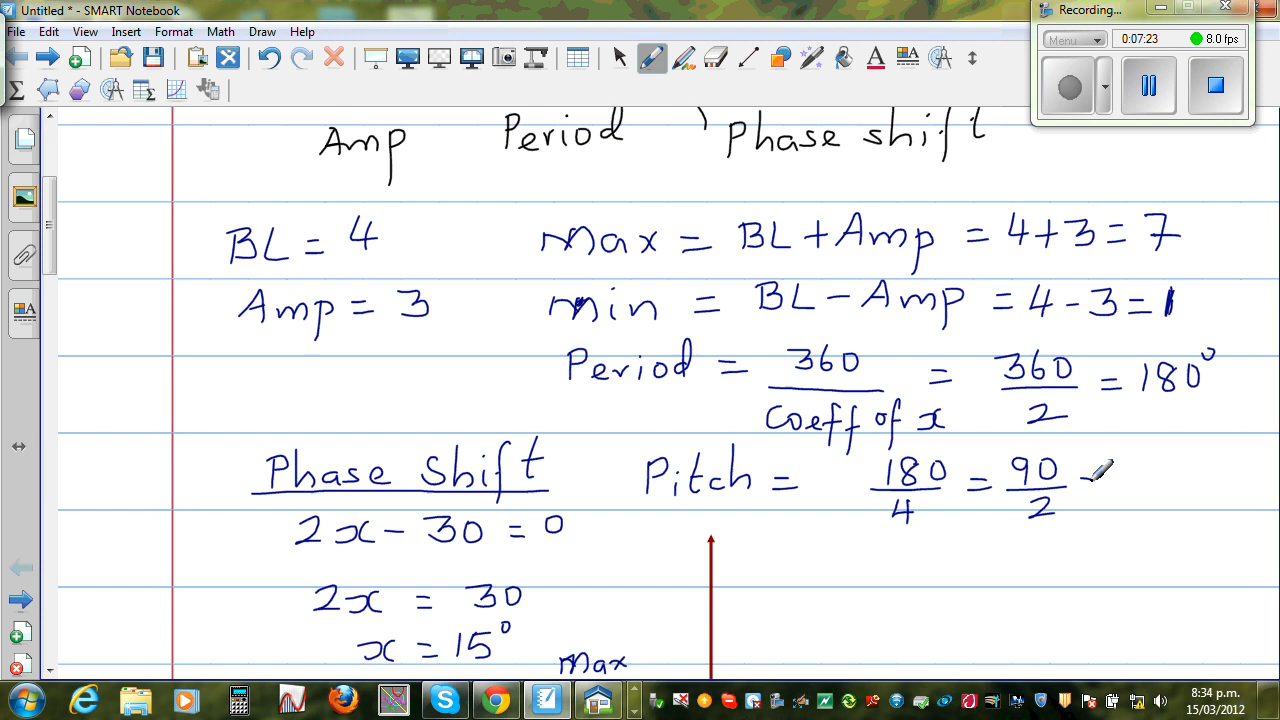 Untitled * - SMART Notebook
Recording...
File Edit View Insert Format Math Draw Help
Menu 0:07:23 8.0 fps
Amp Period Phase shift
BL = 4 Max = BL + Amp = 4 + 3 = 7
Amp = 3 Min = BL - Amp = 4 - 3 = 1
Period = 360 / coeff of x = 360 / 2 = 180°
Phase Shift Pitch = 180 / 4 = 90 / 2 -
2x - 30 = 0
2x = 30
x = 15°
Max
8:34 p.m.
15/03/2012